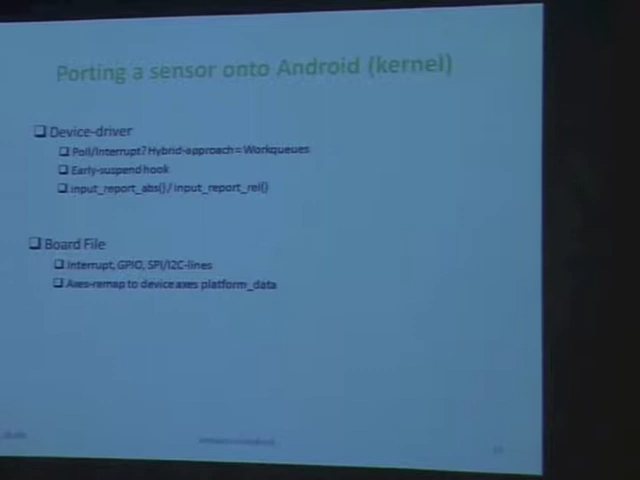 Porting a sensor onto Android (kernel)
Device-driver
Poll/Interrupt? Hybrid-approach = Workqueues
Early-suspend hook
input_report_abs() / input_report_rel()
Board File
Interrupt, GPIO, SPI/I2C-lines
Axes-remap to device axes platform_data